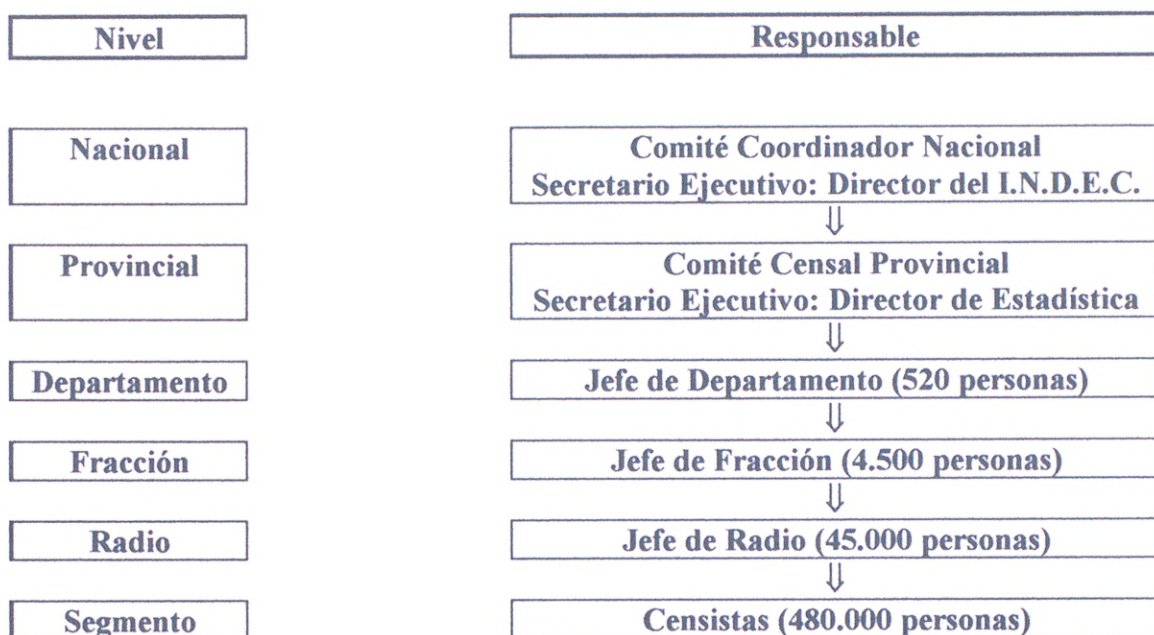 Nivel Responsable
Nacional Comité Coordinador Nacional
Secretario Ejecutivo: Director del I.N.D.E.C.
⇓
Provincial Comité Censal Provincial
Secretario Ejecutivo: Director de Estadística
⇓
Departamento Jefe de Departamento (520 personas)
⇓
Fracción Jefe de Fracción (4.500 personas)
⇓
Radio Jefe de Radio (45.000 personas)
⇓
Segmento Censistas (480.000 personas)